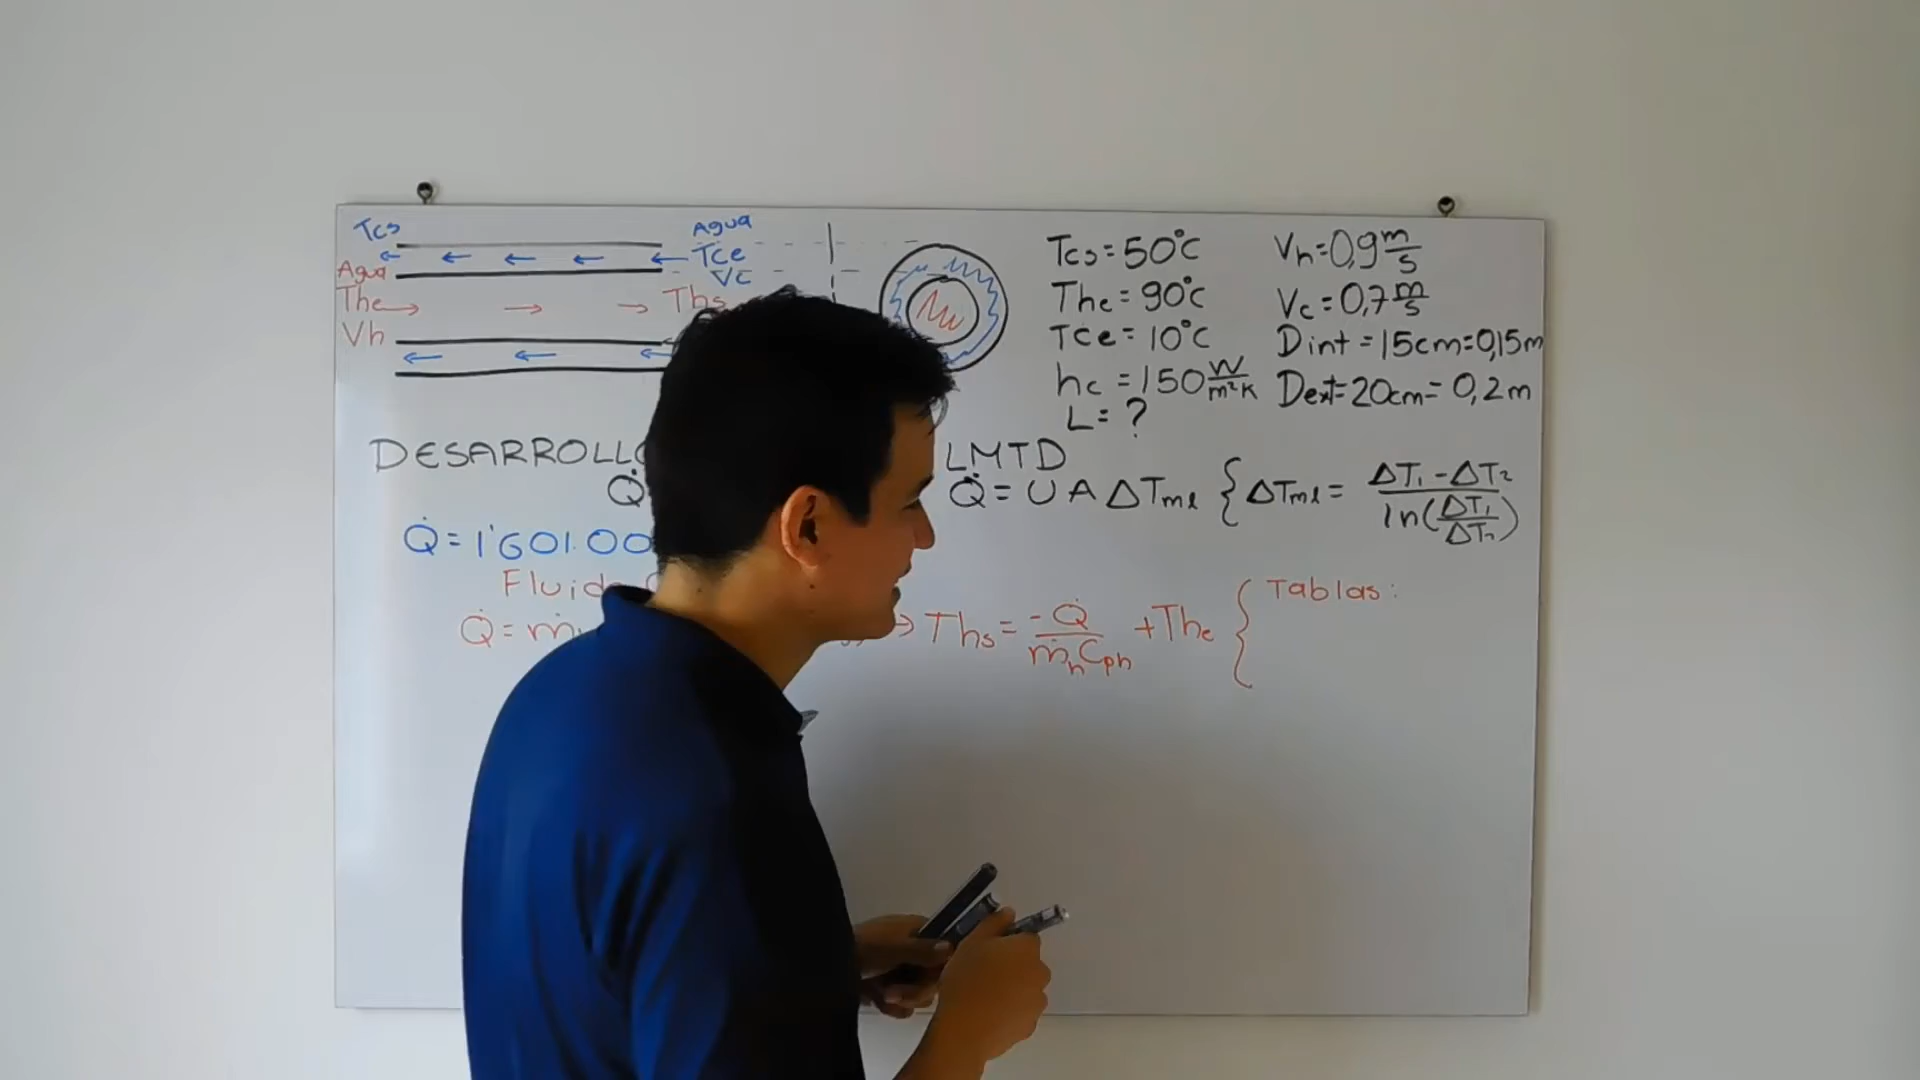 Tcs
Agua
Tce
Vc
Agua
The
Ths
Vh
Tcs = 50°C
The = 90°C
Tce = 10°C
hc = 150 W/m²K
L = ?
Vh = 0,9 m/s
Vc = 0,7 m/s
Dint = 15cm = 0,15m
Dext = 20cm = 0,2m
DESARROLLO LMTD
Q̇
Q̇ = U A ΔTml { ΔTml = ΔT1 - ΔT2 / ln(ΔT1/ΔT2)
Q̇ = 1'601.00
Fluido
Q̇ = ṁ
Ths = -Q̇ / ṁh Cph + The { Tablas: